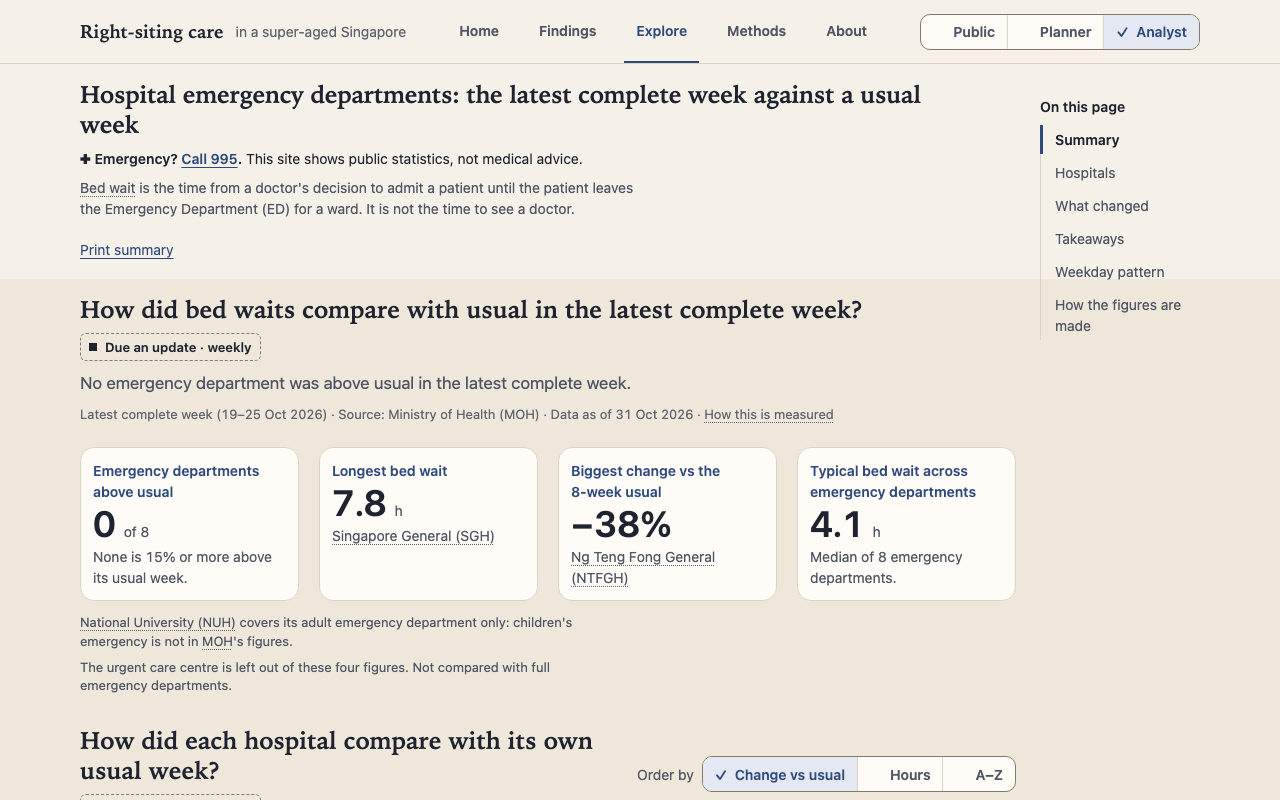 Right-siting care in a super-aged Singapore
Home Findings Explore Methods About
Public Planner ✓ Analyst
Hospital emergency departments: the latest complete week against a usual
week
✚ Emergency? Call 995. This site shows public statistics, not medical advice.
Bed wait is the time from a doctor's decision to admit a patient until the patient leaves
the Emergency Department (ED) for a ward. It is not the time to see a doctor.
Print summary
On this page
Summary
Hospitals
What changed
Takeaways
Weekday pattern
How the figures are
made
How did bed waits compare with usual in the latest complete week?
■ Due an update · weekly
No emergency department was above usual in the latest complete week.
Latest complete week (19–25 Oct 2026) · Source: Ministry of Health (MOH) · Data as of 31 Oct 2026 · How this is measured
Emergency departments
above usual
0 of 8
None is 15% or more above
its usual week.
Longest bed wait
7.8 h
Singapore General (SGH)
Biggest change vs the
8-week usual
−38%
Ng Teng Fong General
(NTFGH)
Typical bed wait across
emergency departments
4.1 h
Median of 8 emergency
departments.
National University (NUH) covers its adult emergency department only: children's
emergency is not in MOH's figures.
The urgent care centre is left out of these four figures. Not compared with full
emergency departments.
How did each hospital compare with its own
usual week?
Order by ✓ Change vs usual Hours A–Z